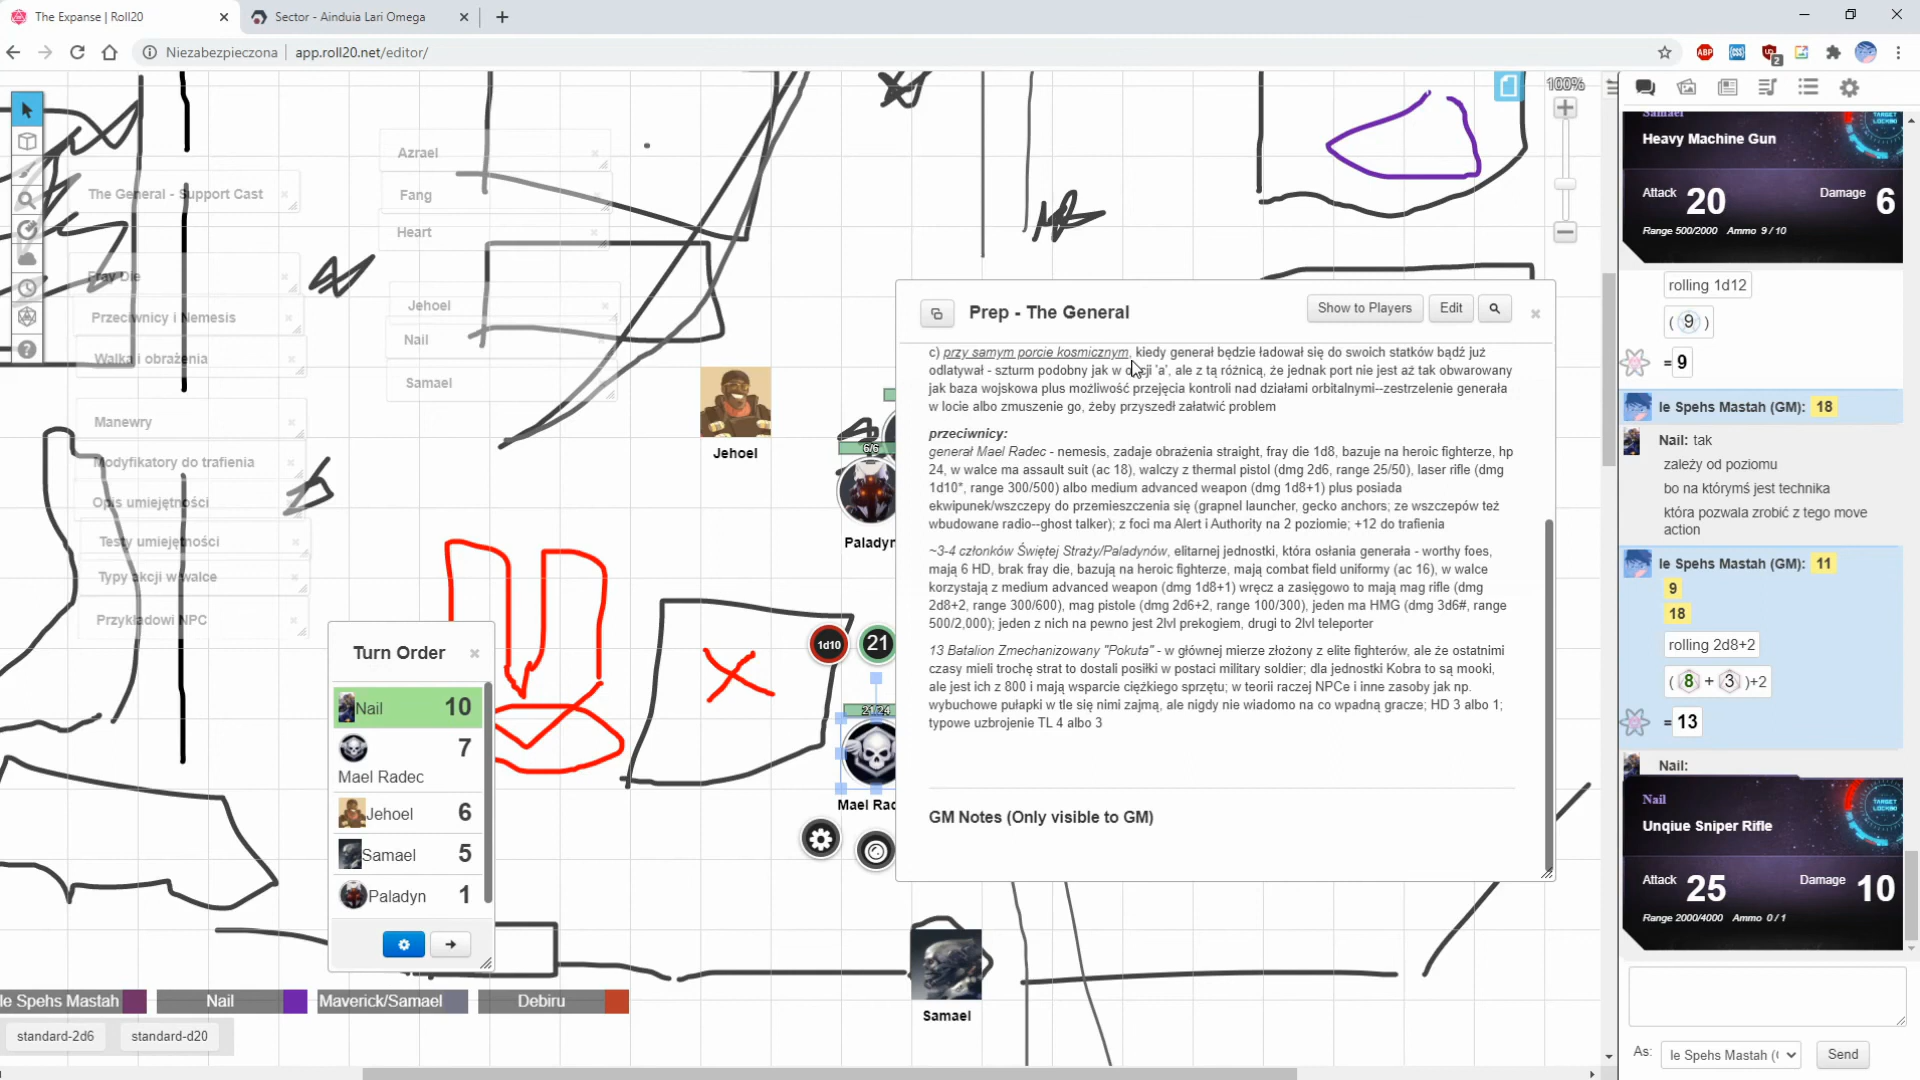 The Expanse | Roll20
Sector - Ainduia Lari Omega
Niezabezpieczona
app.roll20.net/editor/
100%
Azrael
Fang
Heart
The General - Support Cast
Fray Die
Przeciwnicy i Nemesis
Walka i obrażenia
Manewry
Modyfikatory do trafienia
Opis umiejętności
Testy umiejętności
Typy akcji w walce
Przykładowi NPC
Jehoel
Nail
Samael
Jehoel
6/6
Paladyn
1d10
21
21/24
Mael Rad
Samael
Turn Order
Nail 10
7
Mael Radec
Jehoel 6
Samael 5
Paladyn 1
Prep - The General
Show to Players
Edit
c) przy samym porcie kosmicznym, kiedy generał będzie ładował się do swoich statków bądź już
odlatywał - szturm podobny jak w opcji 'a', ale z tą różnicą, że jednak port nie jest aż tak obwarowany
jak baza wojskowa plus możliwość przejęcia kontroli nad działami orbitalnymi--zestrzelenie generała
w locie albo zmuszenie go, żeby przyszedł załatwić problem
przeciwnicy:
generał Mael Radec - nemesis, zadaje obrażenia straight, fray die 1d8, bazuje na heroic fighterze, hp
24, w walce ma assault suit (ac 18), walczy z thermal pistol (dmg 2d6, range 25/50), laser rifle (dmg
1d10*, range 300/500) albo medium advanced weapon (dmg 1d8+1) plus posiada
ekwipunek/wszczepy do przemieszczenia się (grapnel launcher, gecko anchors; ze wszczepów też
wbudowane radio--ghost talker); z foci ma Alert i Authority na 2 poziomie; +12 do trafienia
~3-4 członków Świętej Straży/Paladynów, elitarnej jednostki, która osłania generała - worthy foes,
mają 6 HD, brak fray die, bazują na heroic fighterze, mają combat field uniformy (ac 16), w walce
korzystają z medium advanced weapon (dmg 1d8+1) wręcz a zasięgowo to mają mag rifle (dmg
2d8+2, range 300/600), mag pistole (dmg 2d6+2, range 100/300), jeden ma HMG (dmg 3d6#, range
500/2,000); jeden z nich na pewno jest 2lvl prekogiem, drugi to 2lvl teleporter
13 Batalion Zmechanizowany "Pokuta" - w głównej mierze złożony z elite fighterów, ale że ostatnimi
czasy mieli trochę strat to dostali posiłki w postaci military soldier; dla jednostki Kobra to są mooki,
ale jest ich z 800 i mają wsparcie ciężkiego sprzętu; w teorii raczej NPCe i inne zasoby jak np.
wybuchowe pułapki w tle się nimi zajmą, ale nigdy nie wiadomo na co wpadną gracze; HD 3 albo 1;
typowe uzbrojenie TL 4 albo 3
GM Notes (Only visible to GM)
le Spehs Mastah
Nail
Maverick/Samael
Debiru
standard-2d6
standard-d20
Samael
Heavy Machine Gun
TARGET LOCKED
Attack 20 Damage 6
Range 500/2000 Ammo 9 / 10
rolling 1d12
( 9 )
= 9
le Spehs Mastah (GM): 18
Nail: tak
zależy od poziomu
bo na którymś jest technika
która pozwala zrobić z tego move
action
le Spehs Mastah (GM): 11
9
18
rolling 2d8+2
( 8 + 3 )+2
= 13
Nail:
Nail
Unqiue Sniper Rifle
TARGET LOCKED
Attack 25 Damage 10
Range 2000/4000 Ammo 0 / 1
As: le Spehs Mastah (
Send